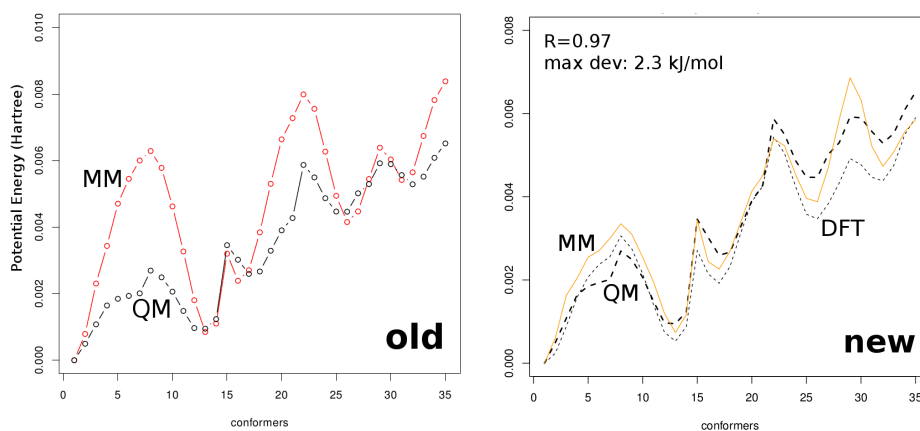 Potential Energy (Hartree)
0.010
0.008
0.006
0.004
0.002
0.000
MM
QM
old
0 5 10 15 20 25 30 35
conformers
0.008
0.006
0.004
0.002
0.000
R=0.97
max dev: 2.3 kJ/mol
MM
QM
DFT
new
0 5 10 15 20 25 30 35
conformers